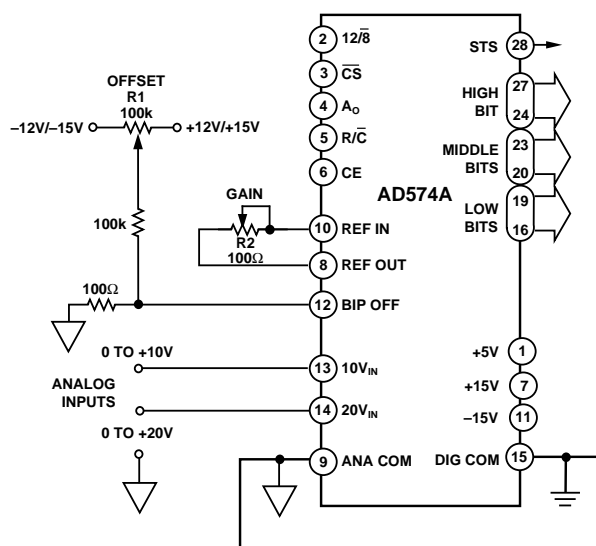 OFFSET
R1
100k
–12V/–15V
+12V/+15V
100k
100Ω
GAIN
R2
100Ω
0 TO +10V
ANALOG
INPUTS
0 TO +20V
2 12/8̅
3 C̅S̅
4 AO
5 R/C̅
6 CE
10 REF IN
8 REF OUT
12 BIP OFF
13 10VIN
14 20VIN
9 ANA COM
AD574A
STS 28
HIGH
BIT
27
24
MIDDLE
BITS
23
20
LOW
BITS
19
16
+5V 1
+15V 7
–15V 11
DIG COM 15